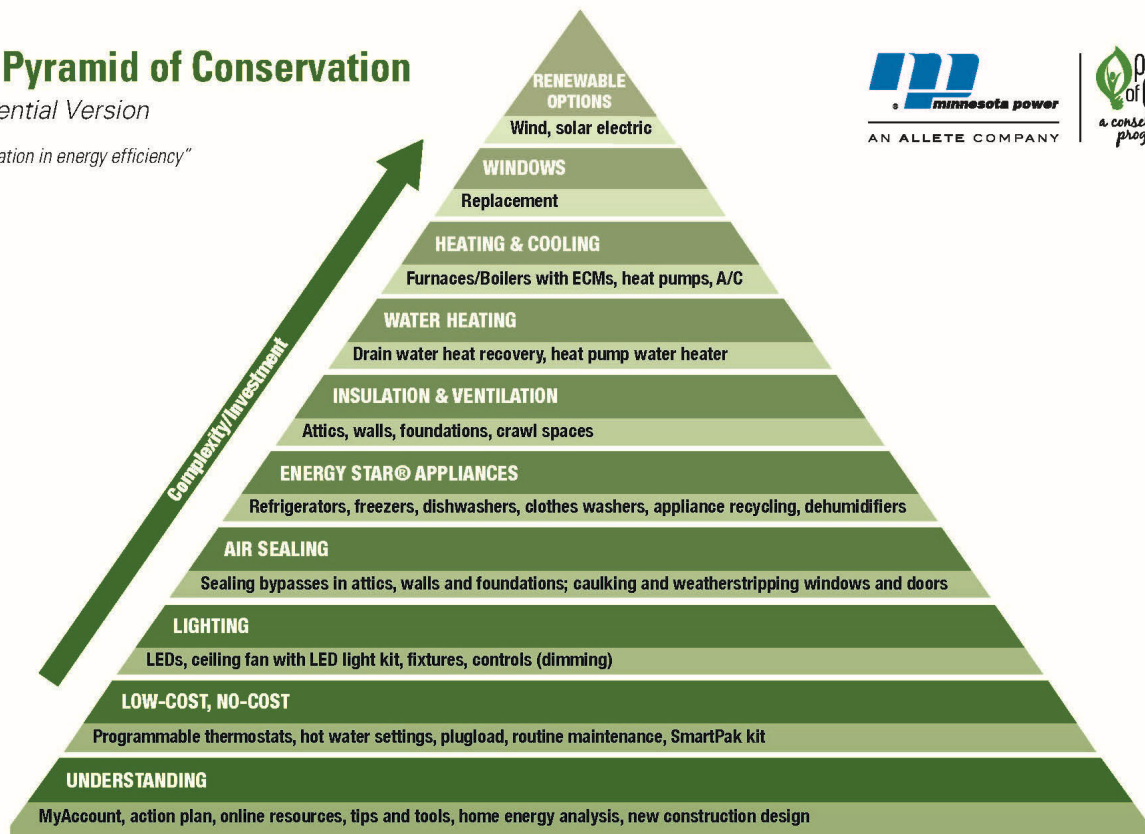 Pyramid of Conservation
ential Version
ation in energy efficiency"
minnesota power
AN ALLETE COMPANY
a conse
prog
Complexity/Investment
RENEWABLE
OPTIONS
Wind, solar electric
WINDOWS
Replacement
HEATING & COOLING
Furnaces/Boilers with ECMs, heat pumps, A/C
WATER HEATING
Drain water heat recovery, heat pump water heater
INSULATION & VENTILATION
Attics, walls, foundations, crawl spaces
ENERGY STAR® APPLIANCES
Refrigerators, freezers, dishwashers, clothes washers, appliance recycling, dehumidifiers
AIR SEALING
Sealing bypasses in attics, walls and foundations; caulking and weatherstripping windows and doors
LIGHTING
LEDs, ceiling fan with LED light kit, fixtures, controls (dimming)
LOW-COST, NO-COST
Programmable thermostats, hot water settings, plugload, routine maintenance, SmartPak kit
UNDERSTANDING
MyAccount, action plan, online resources, tips and tools, home energy analysis, new construction design